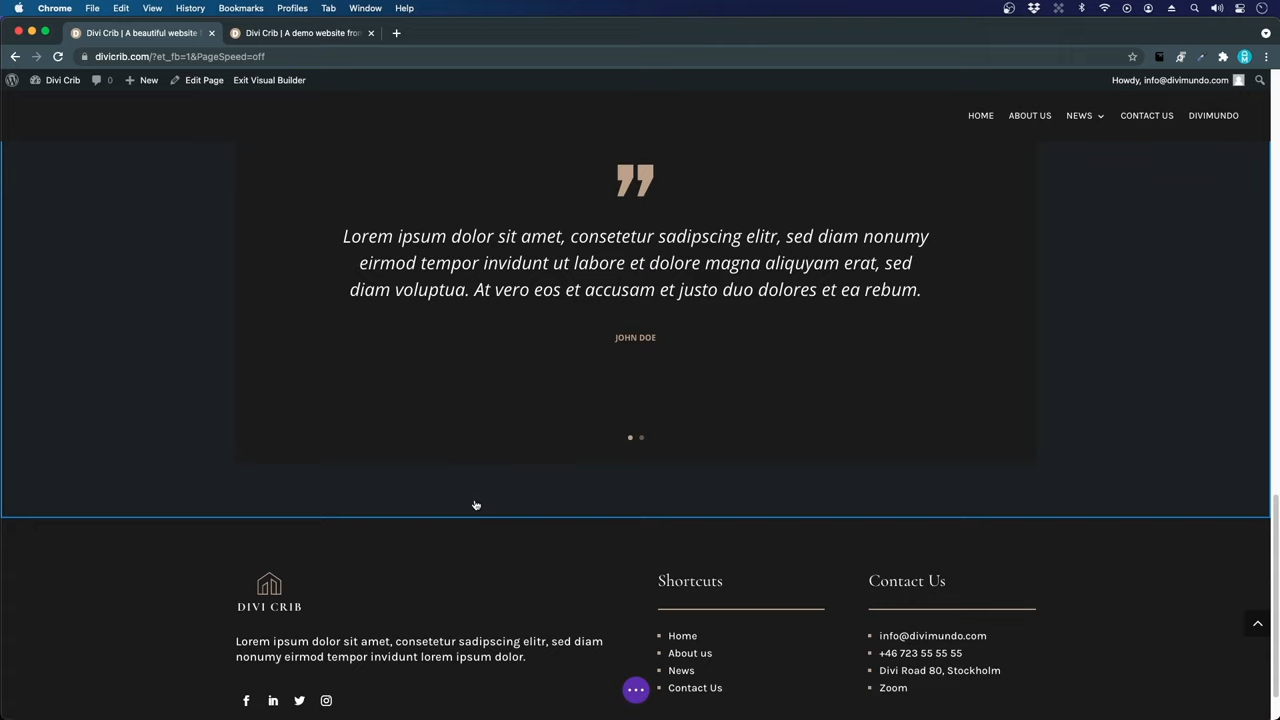 Chrome File Edit View History Bookmarks Profiles Tab Window Help
Divi Crib | A beautiful website
Divi Crib | A demo website from
divicrib.com/?et_fb=1&PageSpeed=off
Divi Crib 0 New Edit Page Exit Visual Builder Howdy, info@divimundo.com
HOME ABOUT US NEWS CONTACT US DIVIMUNDO
Lorem ipsum dolor sit amet, consetetur sadipscing elitr, sed diam nonumy
eirmod tempor invidunt ut labore et dolore magna aliquyam erat, sed
diam voluptua. At vero eos et accusam et justo duo dolores et ea rebum.
JOHN DOE
DIVI CRIB
Lorem ipsum dolor sit amet, consetetur sadipscing elitr, sed diam
nonumy eirmod tempor invidunt lorem ipsum dolor.
Shortcuts
Home
About us
News
Contact Us
Contact Us
info@divimundo.com
+46 723 55 55 55
Divi Road 80, Stockholm
Zoom